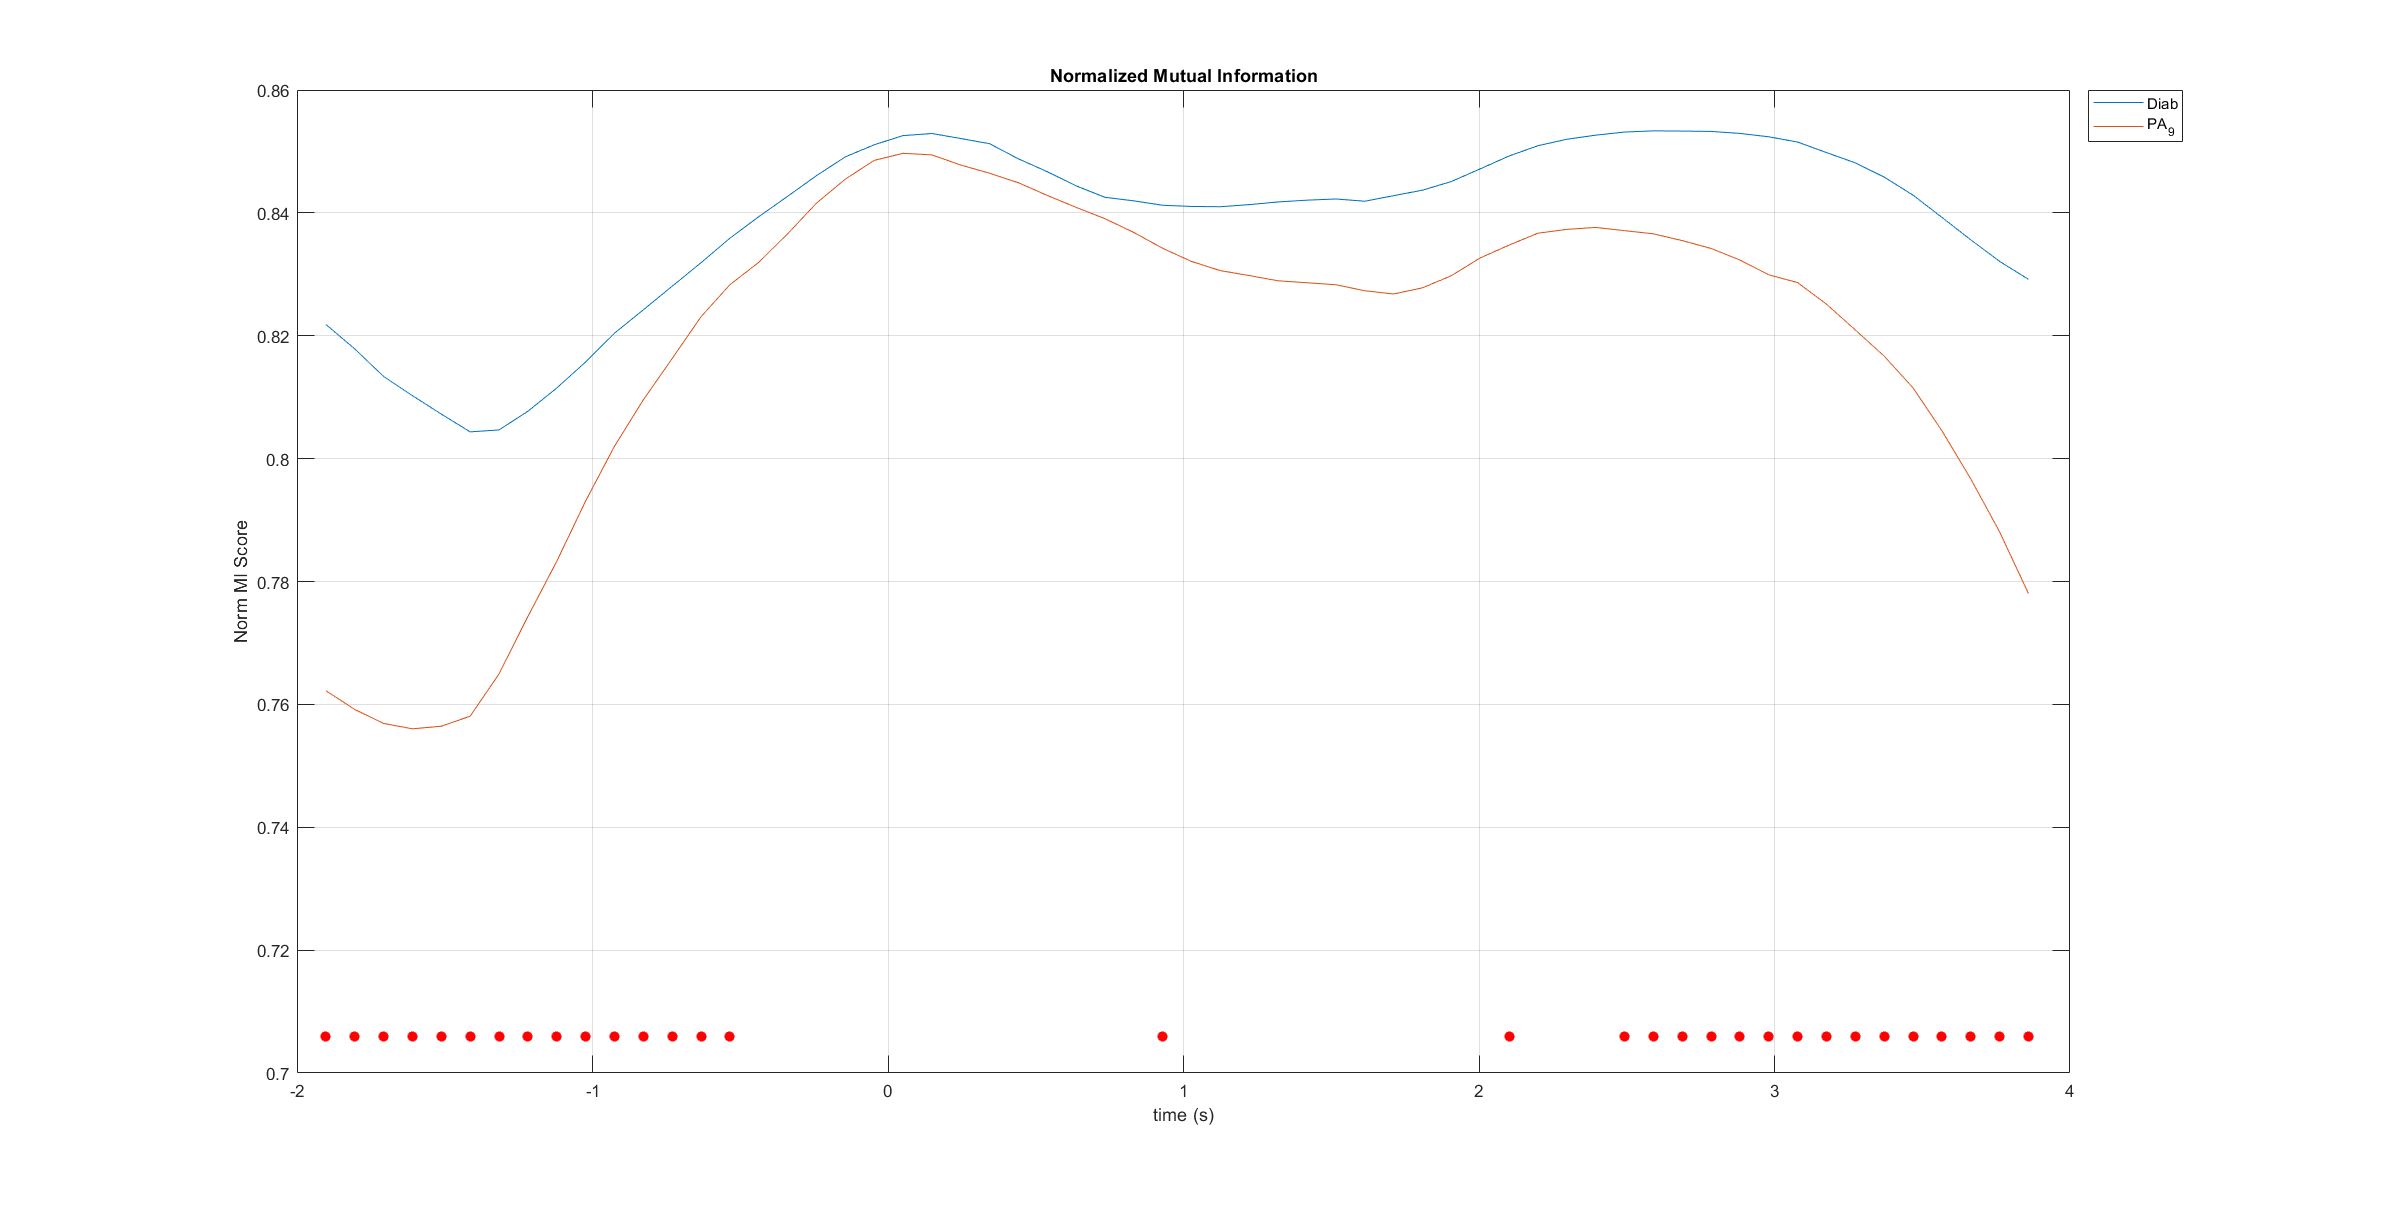 Normalized Mutual Information
Diab
PA9
0.86
0.84
0.82
0.8
0.78
0.76
0.74
0.72
0.7
Norm MI Score
-2 -1 0 1 2 3 4
time (s)